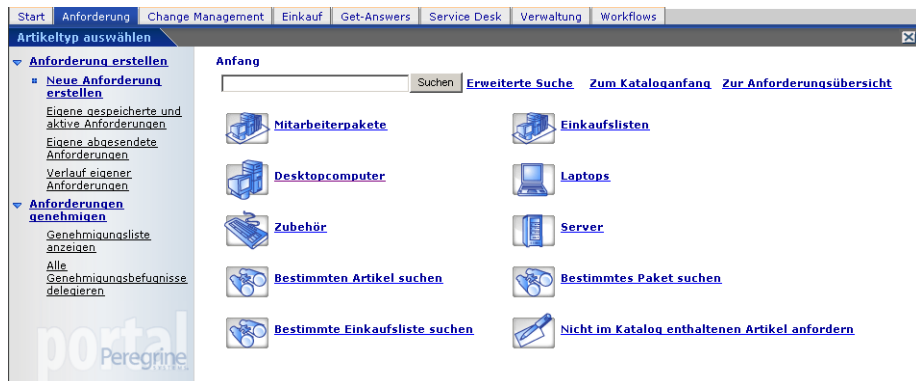 Start Anforderung Change Management Einkauf Get-Answers Service Desk Verwaltung Workflows
Artikeltyp auswählen
Anforderung erstellen
Neue Anforderung
erstellen
Eigene gespeicherte und
aktive Anforderungen
Eigene abgesendete
Anforderungen
Verlauf eigener
Anforderungen
Anforderungen
genehmigen
Genehmigungsliste
anzeigen
Alle
Genehmigungsbefugnisse
delegieren
portal
Peregrine
SYSTEMS
Anfang
Suchen Erweiterte Suche Zum Kataloganfang Zur Anforderungsübersicht
Mitarbeiterpakete Einkaufslisten
Desktopcomputer Laptops
Zubehör Server
Bestimmten Artikel suchen Bestimmtes Paket suchen
Bestimmte Einkaufsliste suchen Nicht im Katalog enthaltenen Artikel anfordern